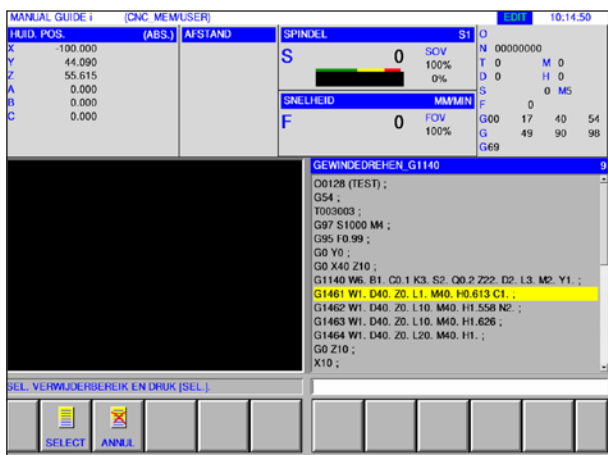 MANUAL GUIDE i (CNC_MEM/USER) EDIT 10:14.50
HUID. POS. (ABS.) AFSTAND SPINDEL S1 O
X -100.000
Y 44.090
Z 55.615
A 0.000
B 0.000
C 0.000
S 0 SOV
100%
0%
SNELHEID MM/MIN
F 0 FOV
100%
N 00000000
T 0 M 0
D 0 H 0
S 0 M5
F 0
G00 17 40 54
G 49 90 98
G69
GEWINDEDREHEN_G1140 9
O0128 (TEST) ;
G54 ;
T003003 ;
G97 S1000 M4 ;
G95 F0.99 ;
G0 Y0 ;
G0 X40 Z10 ;
G1140 W6. B1. C0.1 K3. S2. Q0.2 Z22. D2. L3. M2. Y1. ;
G1461 W1. D40. Z0. L1. M40. H0.613 C1. ;
G1462 W1. D40. Z0. L10. M40. H1.558 N2. ;
G1463 W1. D40. Z0. L10. M40. H1.626 ;
G1464 W1. D40. Z0. L20. M40. H1. ;
G0 Z10 ;
X10 ;
SEL. VERWIJDERBEREIK EN DRUK [SEL.].
SELECT ANNUL.